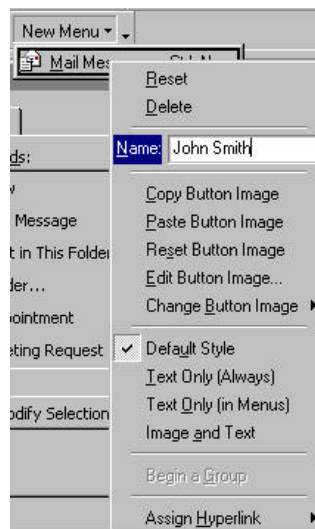 New Menu
Mail Mes
Reset
Delete
ds:
Name: John Smith
Copy Button Image
Message
Paste Button Image
t in This Folder
Reset Button Image
der...
Edit Button Image...
ointment
Change Button Image
eting Request
Default Style
Text Only (Always)
odify Selection
Text Only (in Menus)
Image and Text
Begin a Group
Assign Hyperlink